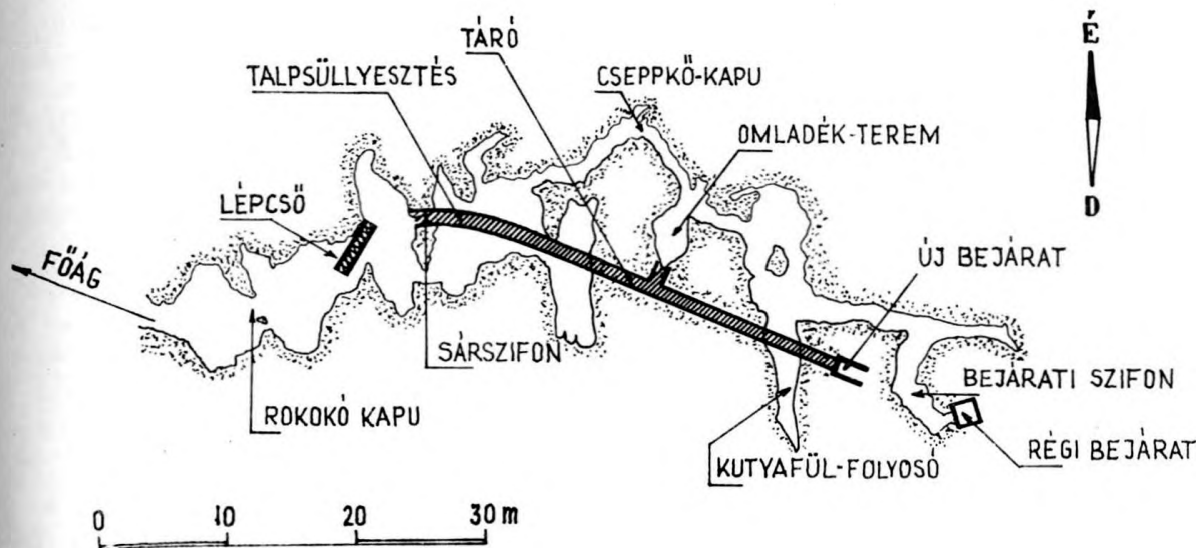 TÁRÓ
É
TALPSÜLLYESZTÉS
CSEPPKŐ-KAPU
OMLADÉK-TEREM
LÉPCSŐ
D
ÚJ BEJÁRAT
FŐÁG
SÁRSZIFON
BEJÁRATI SZIFON
ROKOKÓ KAPU
RÉGI BEJÁRAT
KUTYAFÜL-FOLYOSÓ
0 10 20 30 m